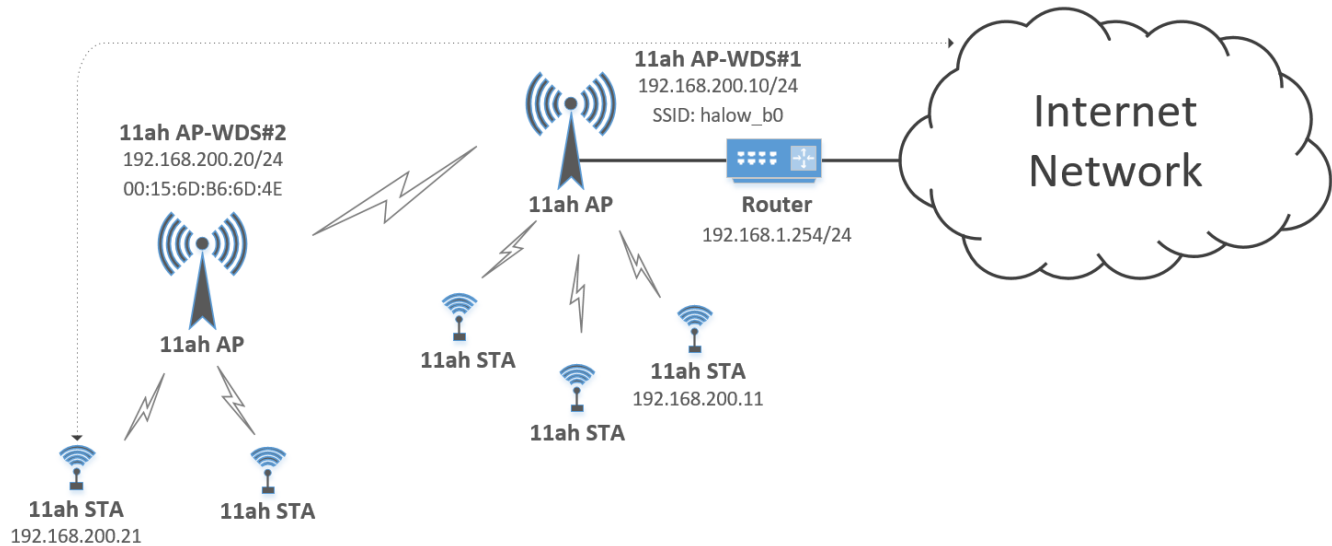 11ah AP-WDS#1
192.168.200.10/24
SSID: halow_b0
11ah AP
11ah AP-WDS#2
192.168.200.20/24
00:15:6D:B6:6D:4E
11ah AP
Router
192.168.1.254/24
Internet
Network
11ah STA
11ah STA
192.168.200.11
11ah STA
11ah STA
192.168.200.21
11ah STA